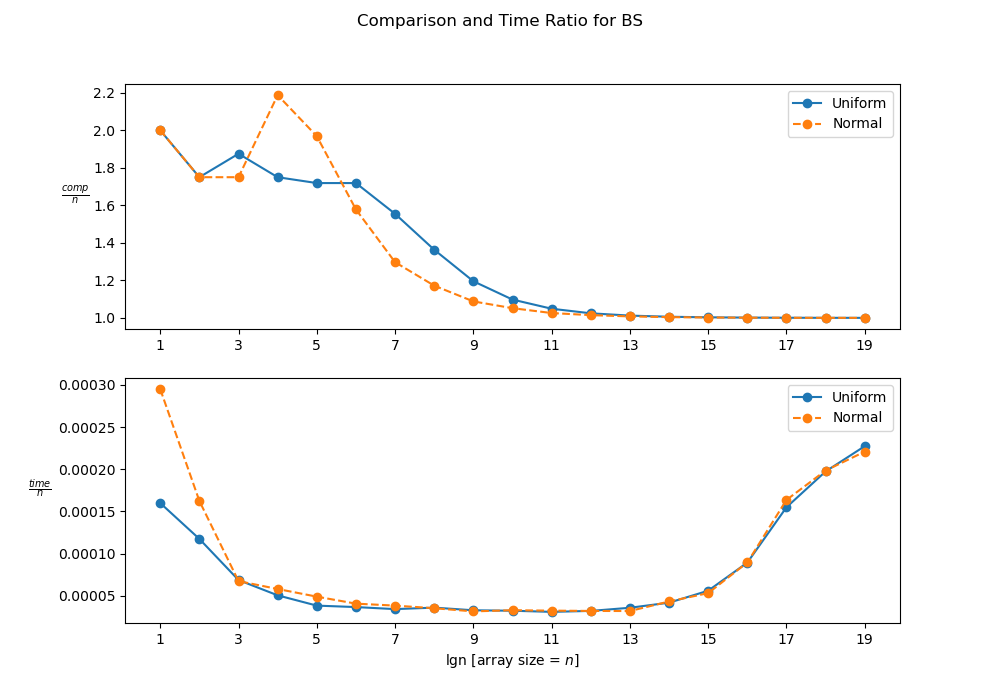 Comparison and Time Ratio for BS
2.2
2.0
1.8
1.6
1.4
1.2
1.0
comp
n
Uniform
Normal
1 3 5 7 9 11 13 15 17 19
0.00030
0.00025
0.00020
0.00015
0.00010
0.00005
time
n
Uniform
Normal
1 3 5 7 9 11 13 15 17 19
lgn [array size = n]